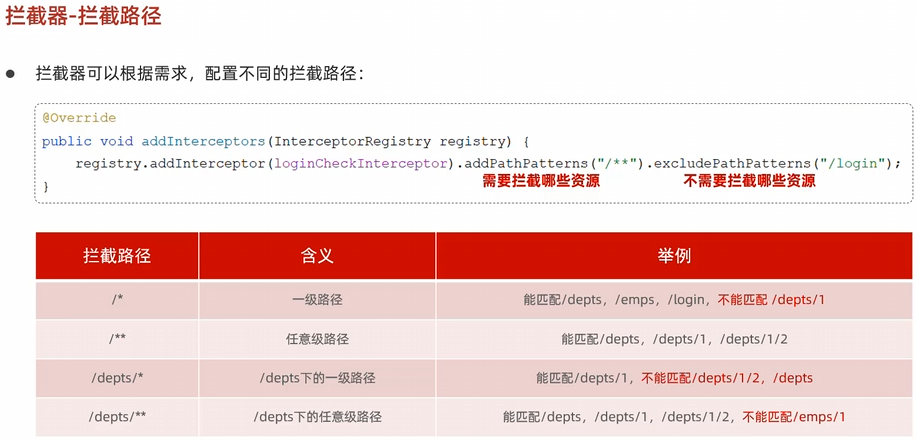 拦截器-拦截路径
● 拦截器可以根据需求，配置不同的拦截路径：
@Override
public void addInterceptors(InterceptorRegistry registry) {
registry.addInterceptor(loginCheckInterceptor).addPathPatterns("/**").excludePathPatterns("/login");
需要拦截哪些资源 不需要拦截哪些资源
}
拦截路径 含义 举例
/* 一级路径 能匹配/depts，/emps，/login，不能匹配 /depts/1
/** 任意级路径 能匹配/depts，/depts/1，/depts/1/2
/depts/* /depts下的一级路径 能匹配/depts/1，不能匹配/depts/1/2，/depts
/depts/** /depts下的任意级路径 能匹配/depts，/depts/1，/depts/1/2，不能匹配/emps/1